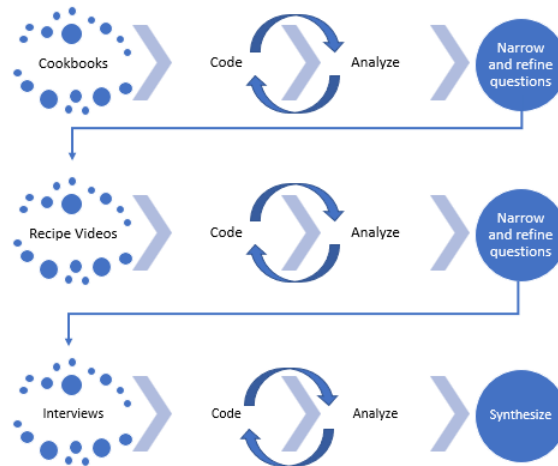 Cookbooks
Code
Analyze
Narrow
and refine
questions
Recipe Videos
Code
Analyze
Narrow
and refine
questions
Interviews
Code
Analyze
Synthesize